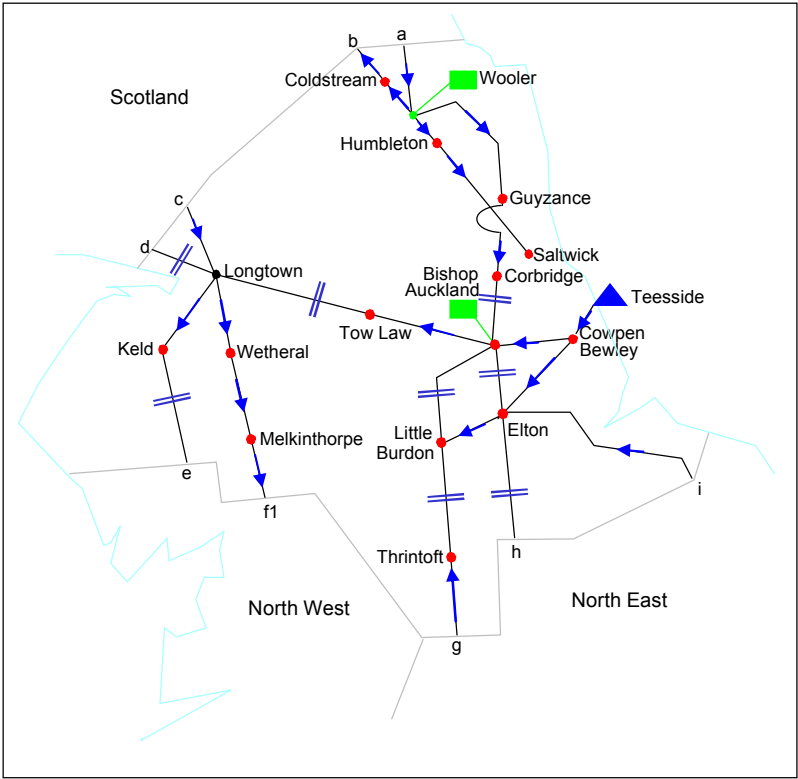 b
a
Coldstream
Wooler
Scotland
Humbleton
c
Guyzance
d
Saltwick
Longtown
Bishop
Auckland
Corbridge
Teesside
Tow Law
Keld
Wetheral
Cowpen
Bewley
Little
Burdon
Elton
Melkinthorpe
e
i
f1
h
Thrintoft
North West
North East
g